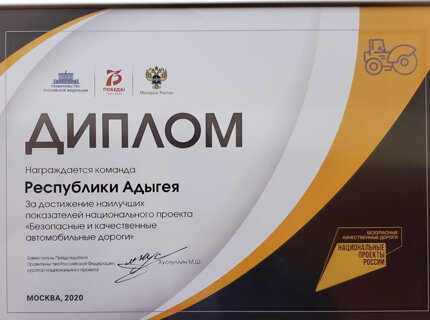 ПРАВИТЕЛЬСТВО
РОССИЙСКОЙ ФЕДЕРАЦИИ
75
ПОБЕДА!
1945-2020
Минтранс России
ДИПЛОМ
Награждается команда
Республики Адыгея
За достижение наилучших
показателей национального проекта
«Безопасные и качественные
автомобильные дороги»
Заместитель Председателя
Правительства Российской Федерации,
куратор национального проекта
Хуснуллин М.Ш.
БЕЗОПАСНЫЕ
КАЧЕСТВЕННЫЕ ДОРОГИ
НАЦИОНАЛЬНЫЕ
ПРОЕКТЫ
РОССИИ
МОСКВА, 2020